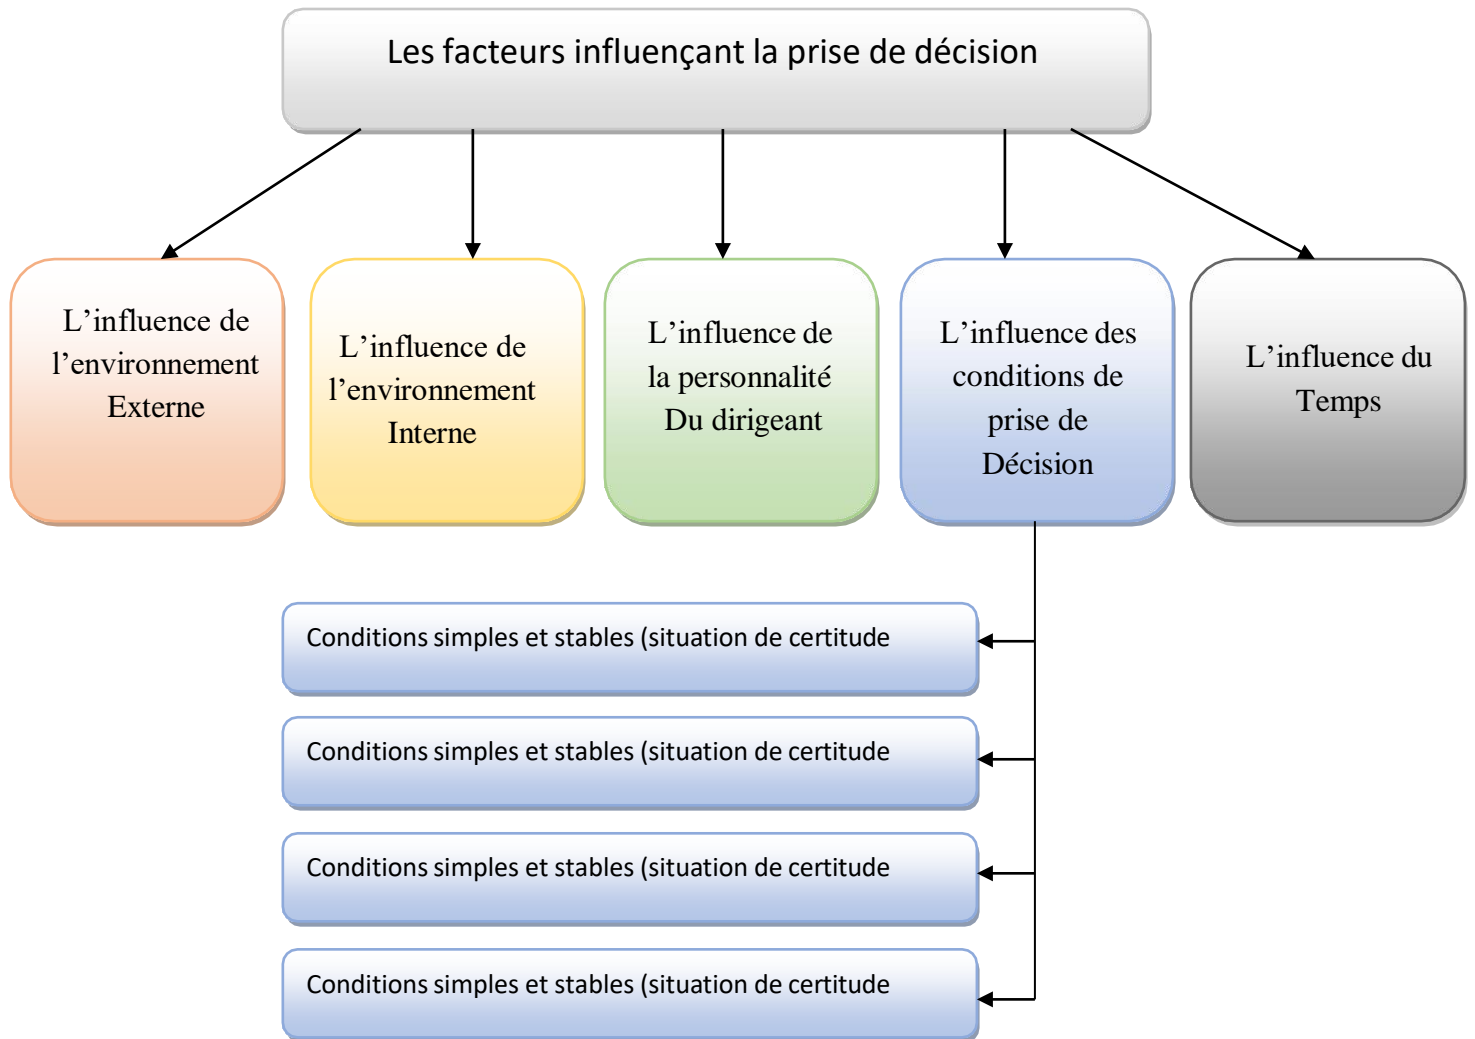 Les facteurs influençant la prise de décision
L’influence de
l’environnement
Externe
L’influence de
l’environnement
Interne
L’influence de
la personnalité
Du dirigeant
L’influence des
conditions de
prise de
Décision
L’influence du
Temps
Conditions simples et stables (situation de certitude
Conditions simples et stables (situation de certitude
Conditions simples et stables (situation de certitude
Conditions simples et stables (situation de certitude